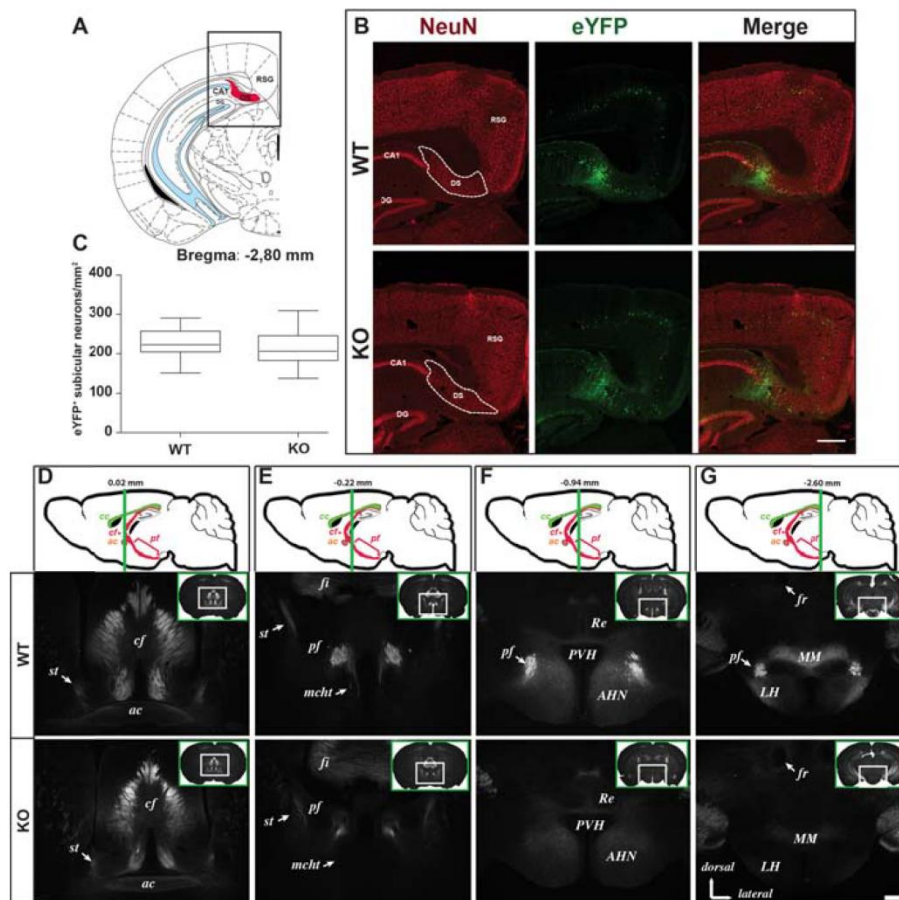 A
RSG
CA1
DS
Bregma: -2,80 mm
B
NeuN
eYFP
Merge
WT
RSG
CA1
DS
DG
KO
RSG
CA1
DS
DG
C
eYFP⁺ subicular neurons/mm²
400
300
200
100
0
WT
KO
D
0.02 mm
cc
cf
ac
pf
E
-0.22 mm
cc
cf
ac
pf
F
-0.94 mm
cc
cf
ac
pf
G
-2.60 mm
cc
cf
ac
pf
WT
cf
st
ac
fi
st
pf
mcht
Re
pf
PVH
AHN
fr
pf
MM
LH
KO
cf
st
ac
fi
st
pf
mcht
Re
PVH
AHN
fr
MM
LH
dorsal
lateral